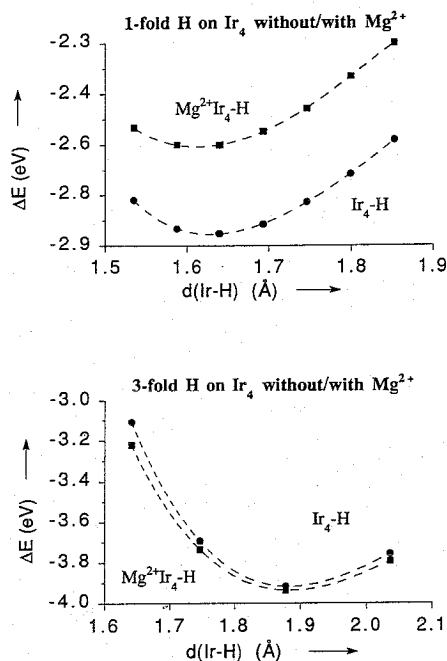 1-fold H on Ir₄ without/with Mg²⁺
-2.3
-2.4
-2.5
-2.6
-2.7
-2.8
-2.9
ΔE (eV) →
Mg²⁺Ir₄-H
Ir₄-H
1.5 1.6 1.7 1.8 1.9
d(Ir-H) (Å) →
3-fold H on Ir₄ without/with Mg²⁺
-3.0
-3.2
-3.4
-3.6
-3.8
-4.0
ΔE (eV) →
Ir₄-H
Mg²⁺Ir₄-H
1.6 1.7 1.8 1.9 2.0 2.1
d(Ir-H) (Å) →